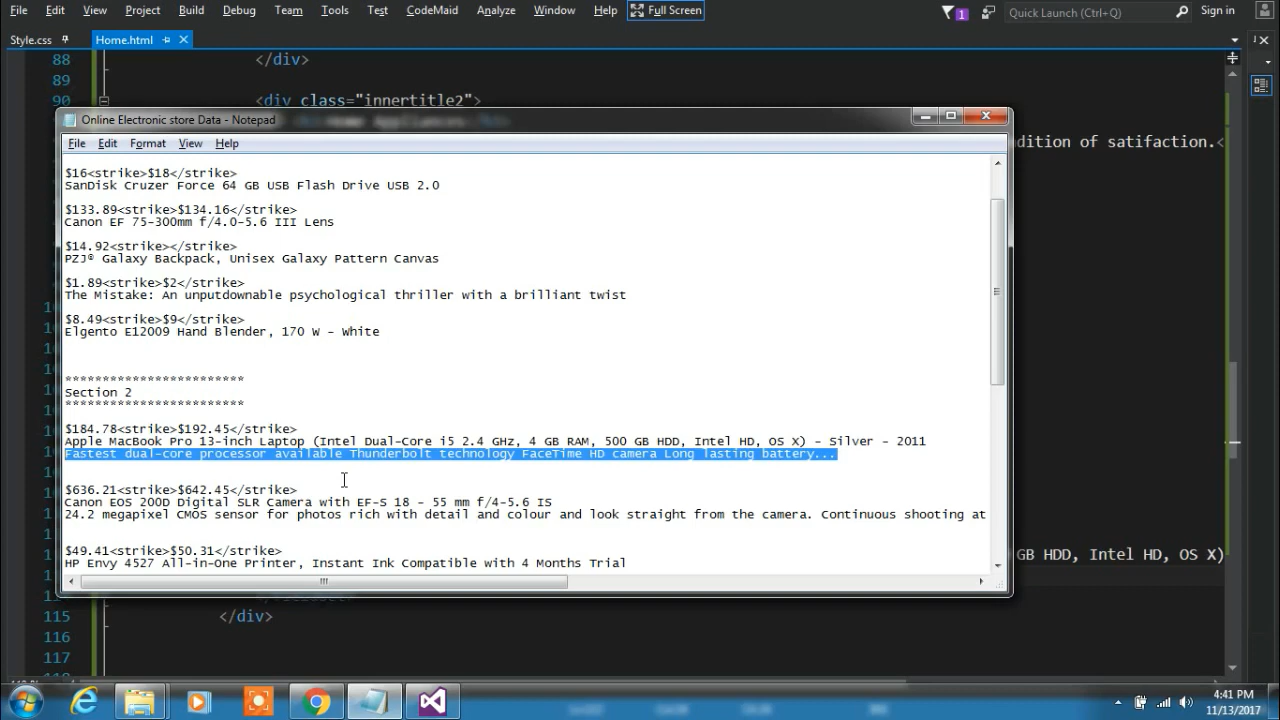 File Edit View Project Build Debug Team Tools Test CodeMaid Analyze Window Help Full Screen 1 Quick Launch (Ctrl+Q) Sign in
Style.css Home.html
88 </div>
89
90 <div class="innertitle2">
Online Electronic store Data - Notepad
File Edit Format View Help
dition of satifaction.<
$16<strike>$18</strike>
SanDisk Cruzer Force 64 GB USB Flash Drive USB 2.0
$133.89<strike>$134.16</strike>
Canon EF 75-300mm f/4.0-5.6 III Lens
$14.92<strike></strike>
PZJ® Galaxy Backpack, Unisex Galaxy Pattern Canvas
$1.89<strike>$2</strike>
The Mistake: An unputdownable psychological thriller with a brilliant twist
$8.49<strike>$9</strike>
Elgento E12009 Hand Blender, 170 W - White
************************
Section 2
************************
$184.78<strike>$192.45</strike>
Apple MacBook Pro 13-inch Laptop (Intel Dual-Core i5 2.4 GHz, 4 GB RAM, 500 GB HDD, Intel HD, OS X) - Silver - 2011
Fastest dual-core processor available Thunderbolt technology FaceTime HD camera Long lasting battery...
$636.21<strike>$642.45</strike>
Canon EOS 200D Digital SLR Camera with EF-S 18 - 55 mm f/4-5.6 IS
24.2 megapixel CMOS sensor for photos rich with detail and colour and look straight from the camera. Continuous shooting at
$49.41<strike>$50.31</strike>
HP Envy 4527 All-in-One Printer, Instant Ink Compatible with 4 Months Trial
GB HDD, Intel HD, OS X)
115 </div>
116
117
4:41 PM
11/13/2017